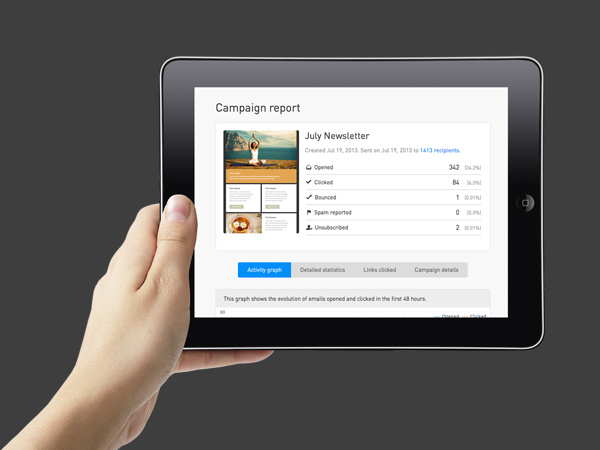 Campaign report
July Newsletter
Created Jul 19, 2013. Sent on Jul 19, 2013 to 1413 recipients.
Opened 342 (24.2%)
Clicked 84 (6.0%)
Bounced 1 (0.01%)
Spam reported 0 (0.0%)
Unsubscribed 2 (0.01%)
Activity graph Detailed statistics Links clicked Campaign details
This graph shows the evolution of emails opened and clicked in the first 48 hours.
Opened Clicked